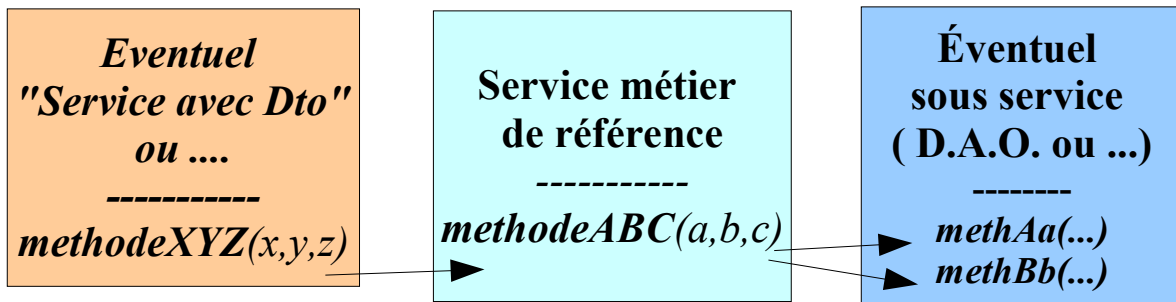 Eventuel
"Service avec Dto"
ou ....
-----------
methodeXYZ(x,y,z)
Service métier
de référence
-----------
methodeABC(a,b,c)
Éventuel
sous service
( D.A.O. ou ...)
--------
methAa(...)
methBb(...)